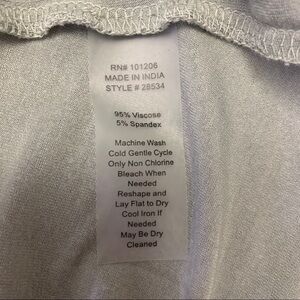 RN# 101206
MADE IN INDIA
STYLE # 28534
95% Viscose
5% Spandex
Machine Wash
Cold Gentle Cycle
Only Non Chlorine
Bleach When
Needed
Reshape and
Lay Flat to Dry
Cool Iron If
Needed
May Be Dry
Cleaned